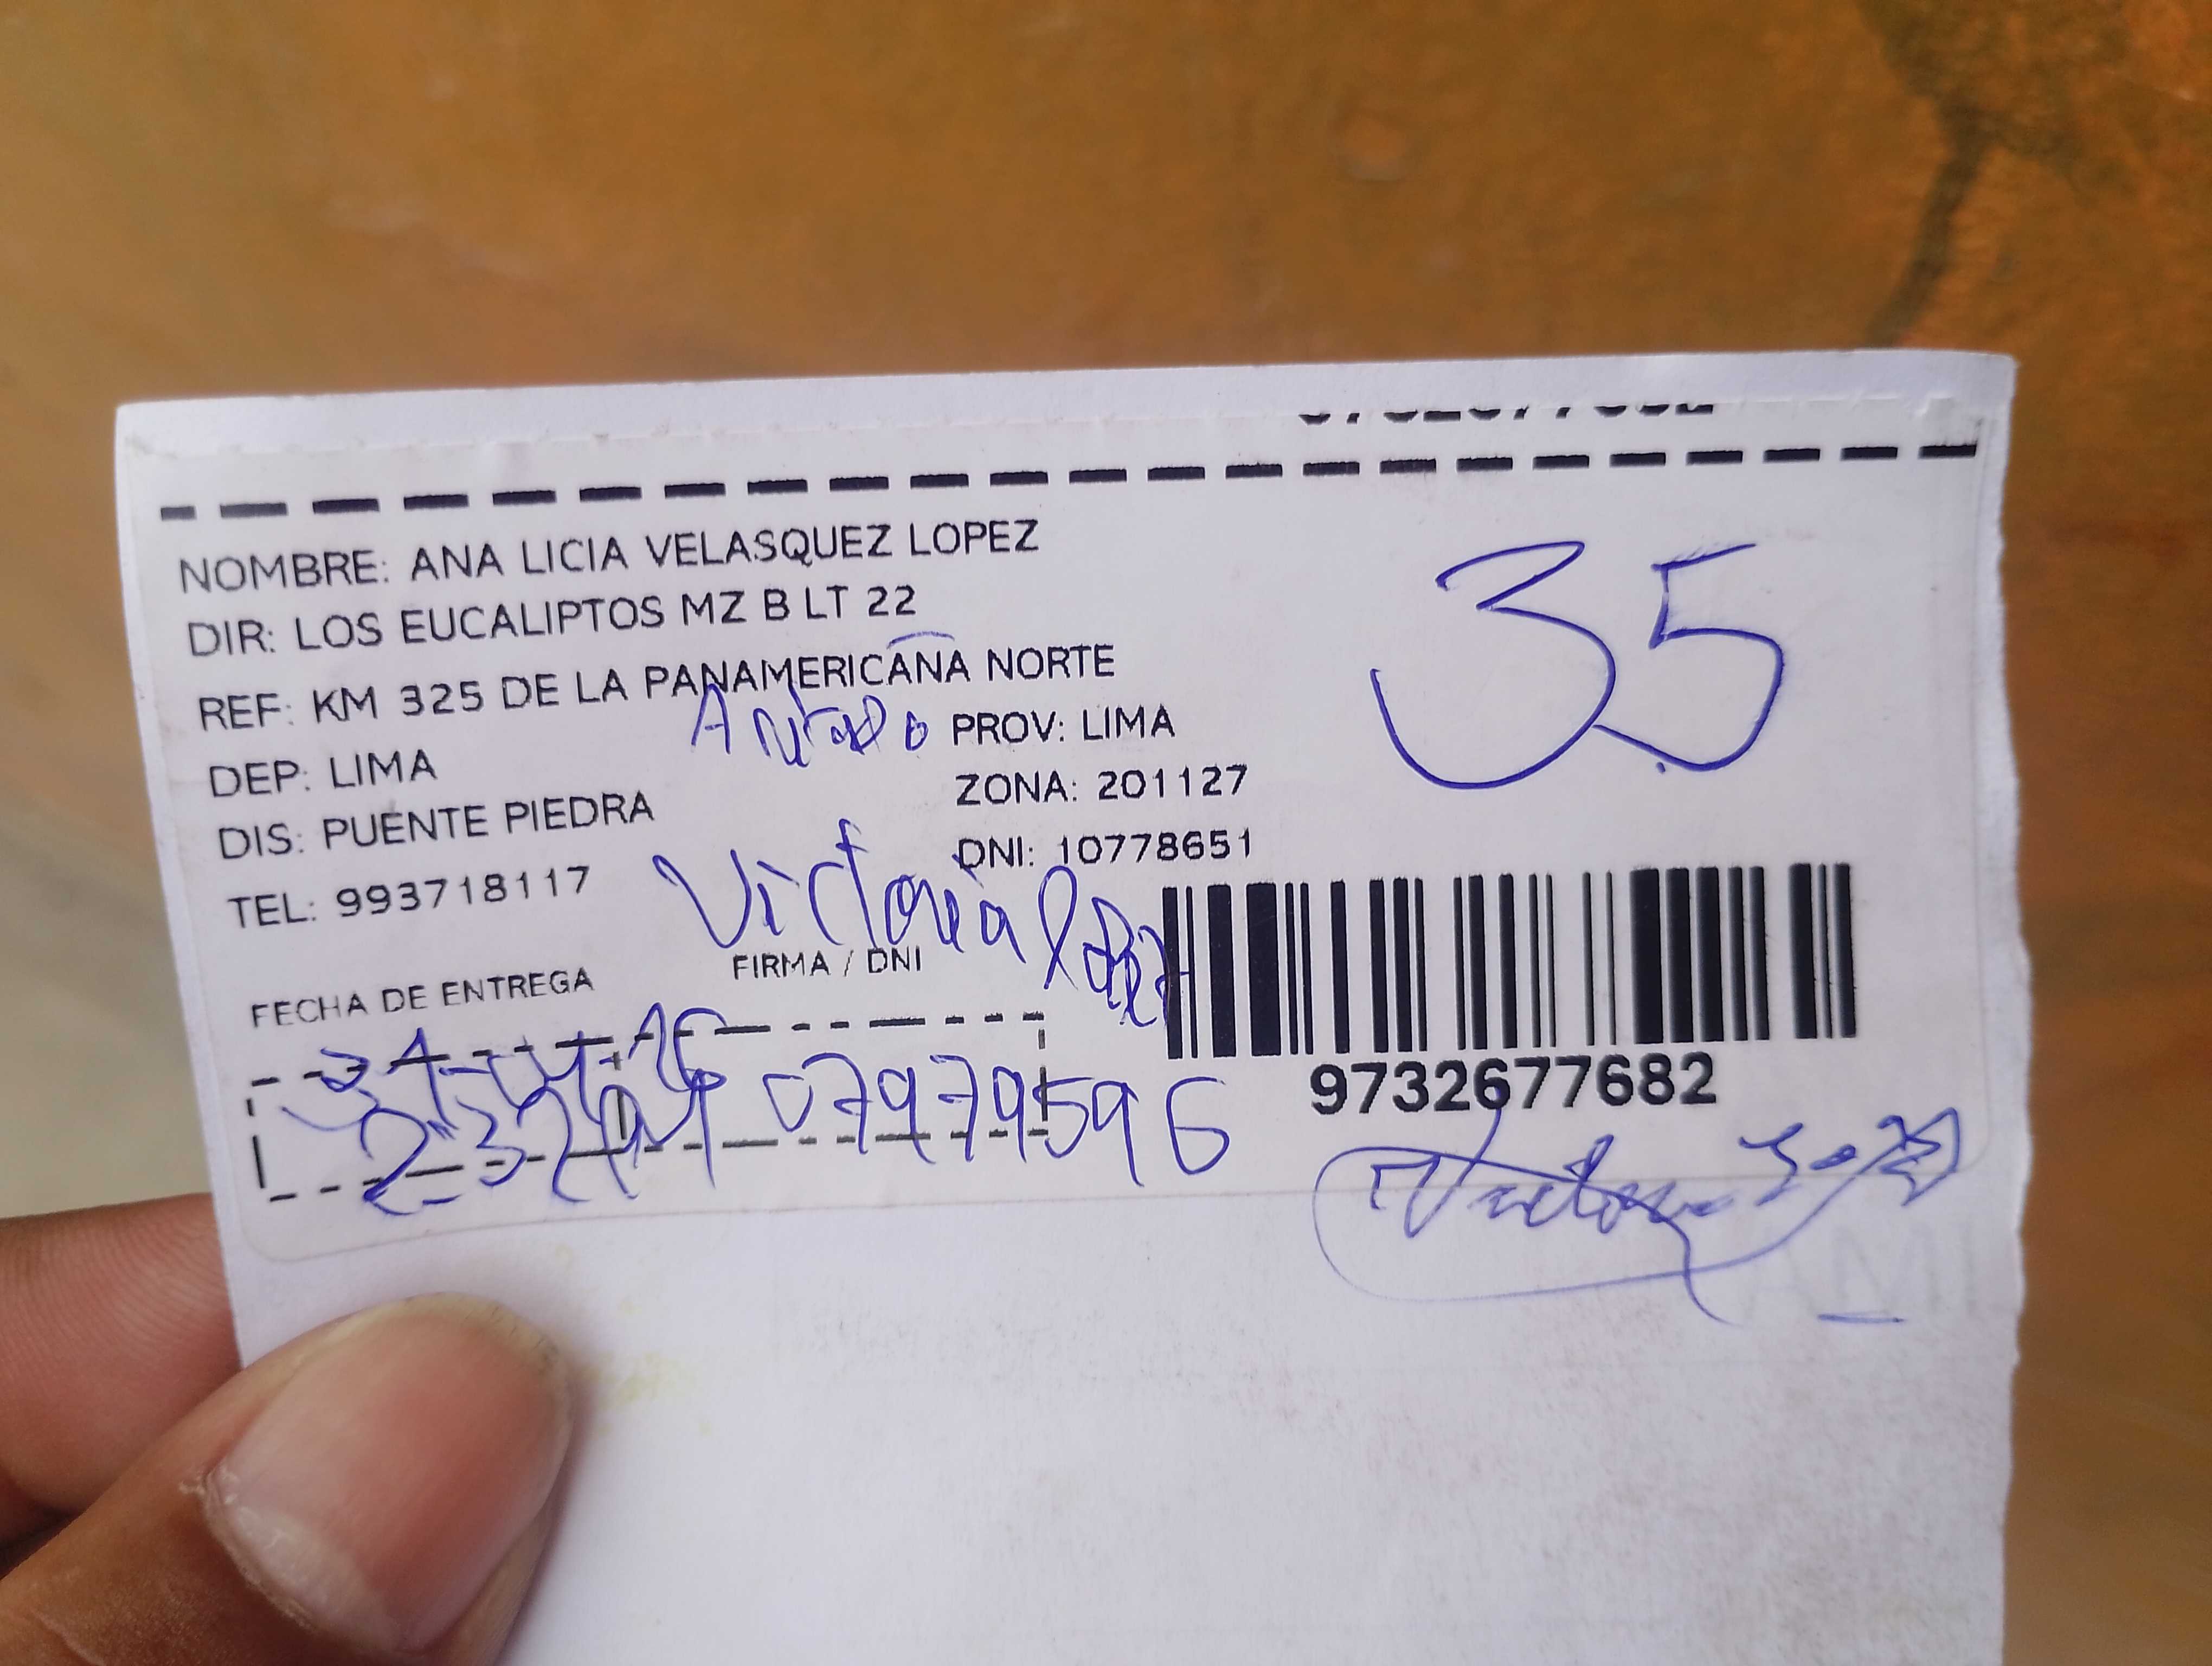 NOMBRE: ANA LICIA VELASQUEZ LOPEZ
DIR: LOS EUCALIPTOS MZ B LT 22
REF: KM 325 DE LA PANAMERICANA NORTE
DEP: LIMA
PROV: LIMA
DIS: PUENTE PIEDRA
ZONA: 201127
TEL: 993718117
DNI: 10778651
35
Victoria
FECHA DE ENTREGA
FIRMA / DNI
07979596
9732677682